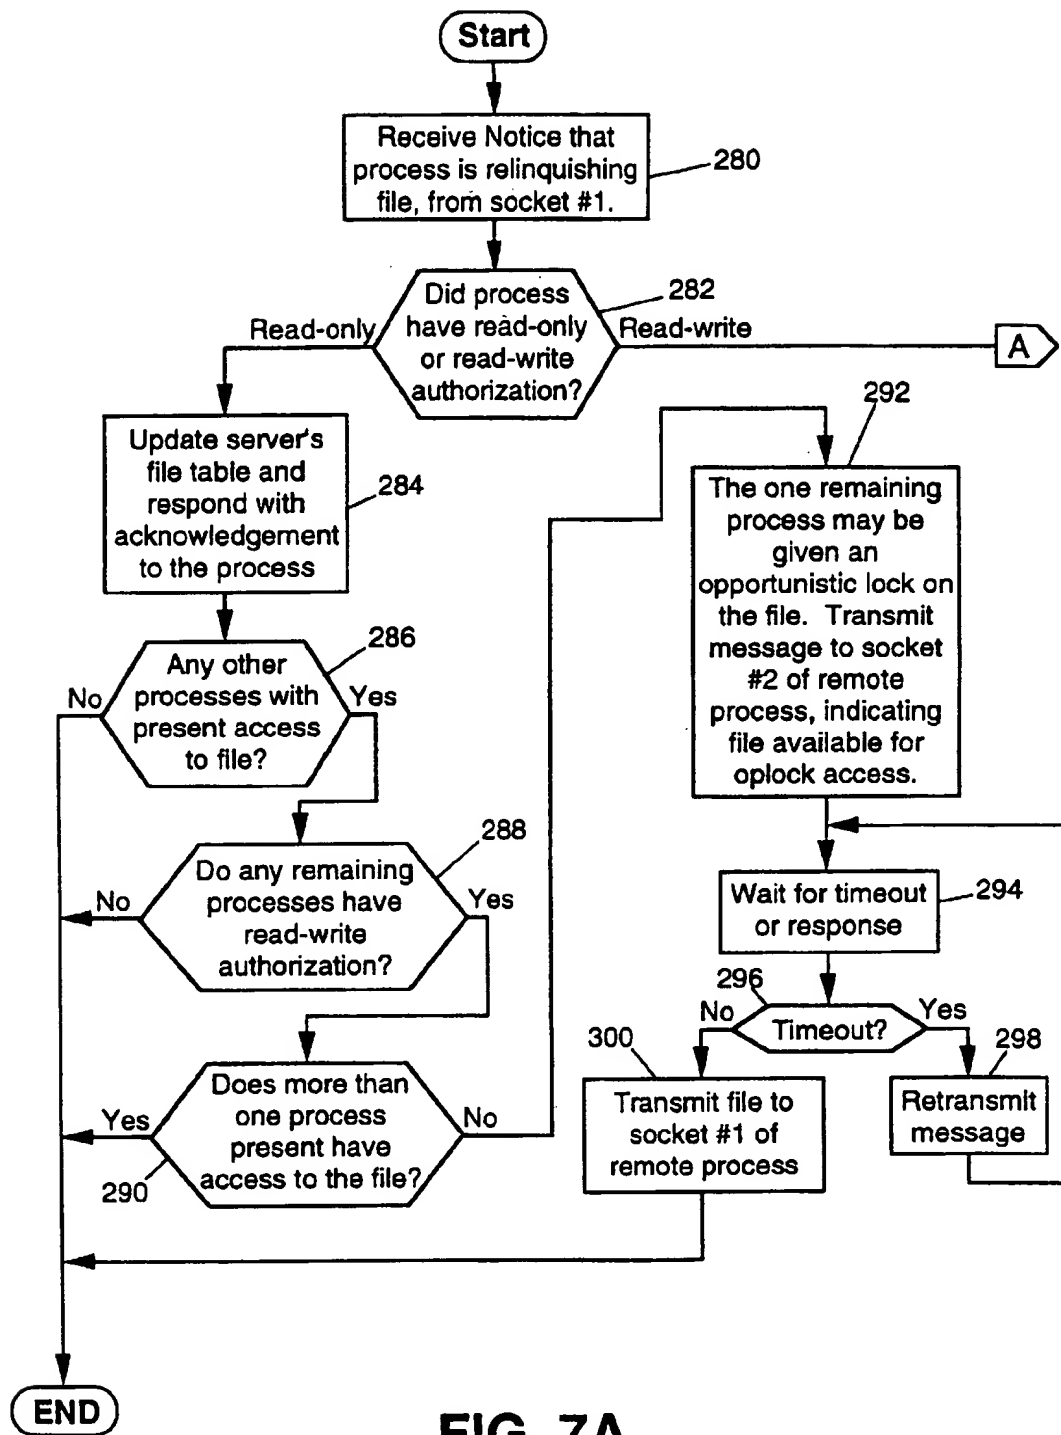 Start
Receive Notice that
process is relinquishing
file, from socket #1.
280
Did process
have read-only
or read-write
authorization?
282
Read-only
Read-write
A
Update server's
file table and
respond with
acknowledgement
to the process
284
Any other
processes with
present access
to file?
286
No
Yes
Do any remaining
processes have
read-write
authorization?
288
No
Yes
Does more than
one process
present have
access to the file?
290
Yes
No
292
The one remaining
process may be
given an
opportunistic lock on
the file. Transmit
message to socket
#2 of remote
process, indicating
file available for
oplock access.
Wait for timeout
or response
294
296
Timeout?
No
Yes
300
Transmit file to
socket #1 of
remote process
298
Retransmit
message
END
FIG. 7A